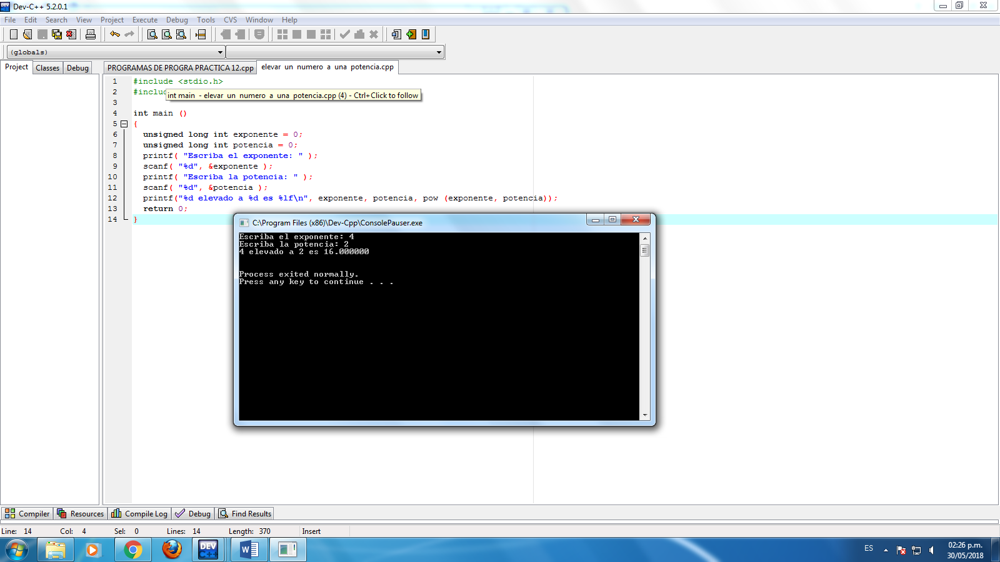 Dev-C++ 5.2.0.1
File Edit Search View Project Execute Debug Tools CVS Window Help
(globals)
Project Classes Debug
PROGRAMAS DE PROGRA PRACTICA 12.cpp elevar un numero a una potencia.cpp
1 #include <stdio.h>
2 #inclu
int main - elevar un numero a una potencia.cpp (4) - Ctrl+Click to follow
3
4 int main ()
5 {
6 unsigned long int exponente = 0;
7 unsigned long int potencia = 0;
8 printf( "Escriba el exponente: " );
9 scanf( "%d", &exponente );
10 printf( "Escriba la potencia: " );
11 scanf( "%d", &potencia );
12 printf("%d elevado a %d es %lf\n", exponente, potencia, pow (exponente, potencia));
13 return 0;
14 }
C:\Program Files (x86)\Dev-Cpp\ConsolePauser.exe
Escriba el exponente: 4
Escriba la potencia: 2
4 elevado a 2 es 16.000000
Process exited normally.
Press any key to continue . . .
Compiler Resources Compile Log Debug Find Results
Line: 14 Col: 4 Sel: 0 Lines: 14 Length: 370 Insert
DEV C++
ES
02:26 p.m.
30/05/2018